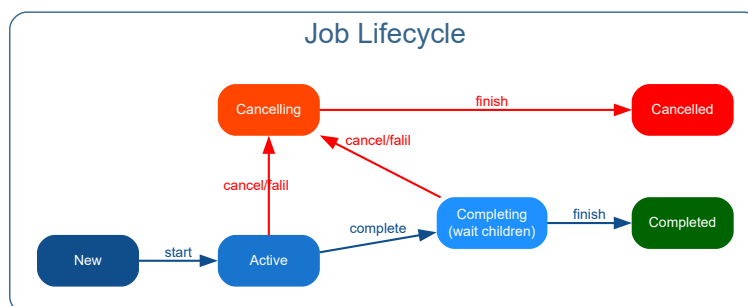 Job Lifecycle
Cancelling
finish
Cancelled
cancel/falil
cancel/falil
New
start
Active
complete
Completing
(wait children)
finish
Completed